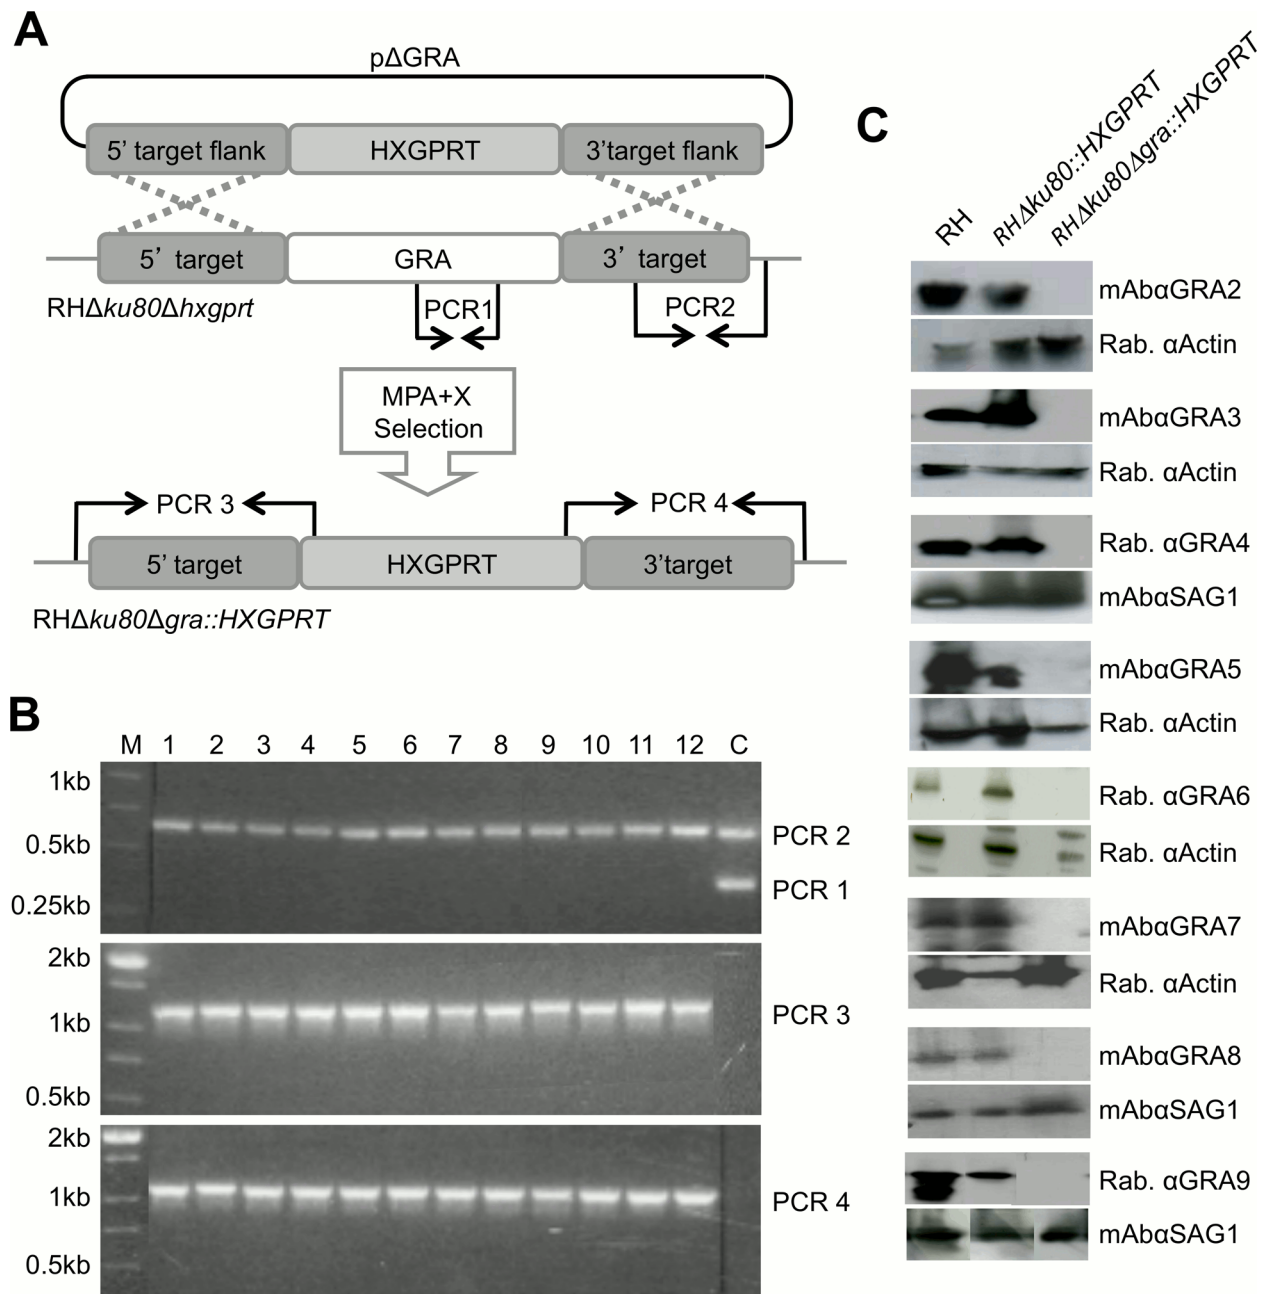 A
pΔGRA
5’ target flank HXGPRT 3’target flank
5’ target GRA 3’ target
RHΔku80Δhxgprt
PCR1 PCR2
MPA+X
Selection
PCR 3 PCR 4
5’ target HXGPRT 3’target
RHΔku80Δgra::HXGPRT
B
M 1 2 3 4 5 6 7 8 9 10 11 12 C
1kb
0.5kb
0.25kb
PCR 2
PCR 1
2kb
1kb
0.5kb
PCR 3
2kb
1kb
0.5kb
PCR 4
C
RH
RHΔku80::HXGPRT
RHΔku80Δgra::HXGPRT
mAbαGRA2
Rab. αActin
mAbαGRA3
Rab. αActin
Rab. αGRA4
mAbαSAG1
mAbαGRA5
Rab. αActin
Rab. αGRA6
Rab. αActin
mAbαGRA7
Rab. αActin
mAbαGRA8
mAbαSAG1
Rab. αGRA9
mAbαSAG1